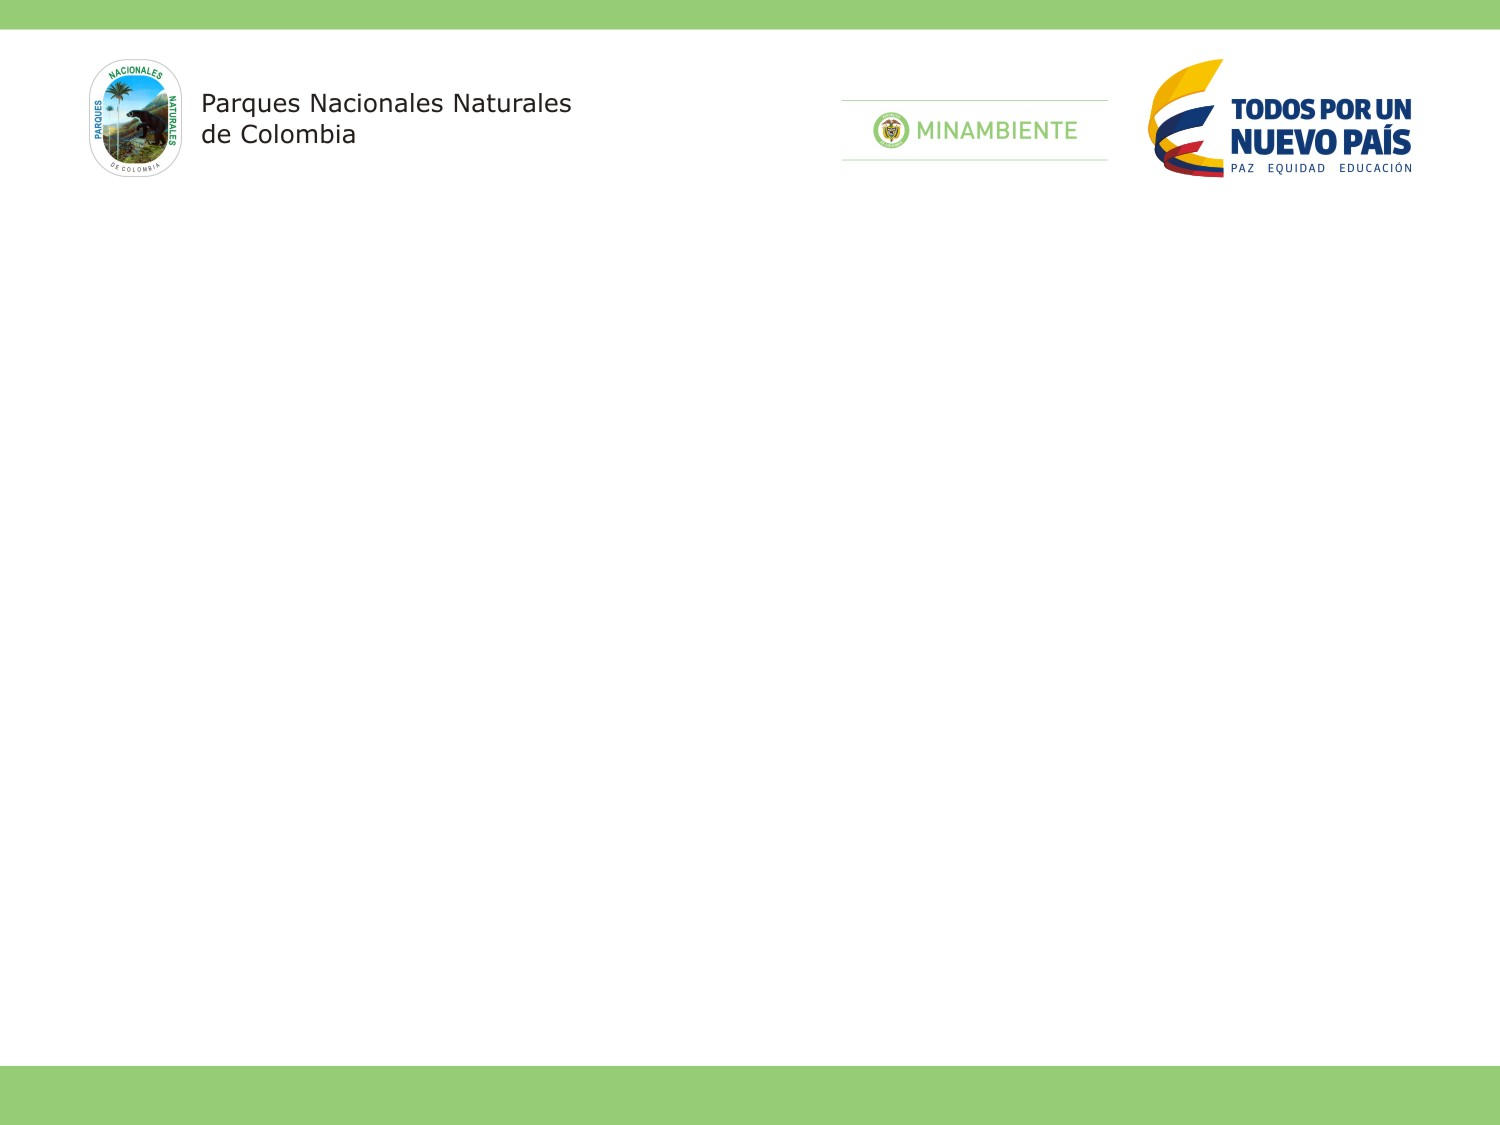 PARQUES NACIONALES NATURALES
DE COLOMBIA
Parques Nacionales Naturales
de Colombia
MINAMBIENTE
TODOS POR UN
NUEVO PAÍS
PAZ EQUIDAD EDUCACIÓN